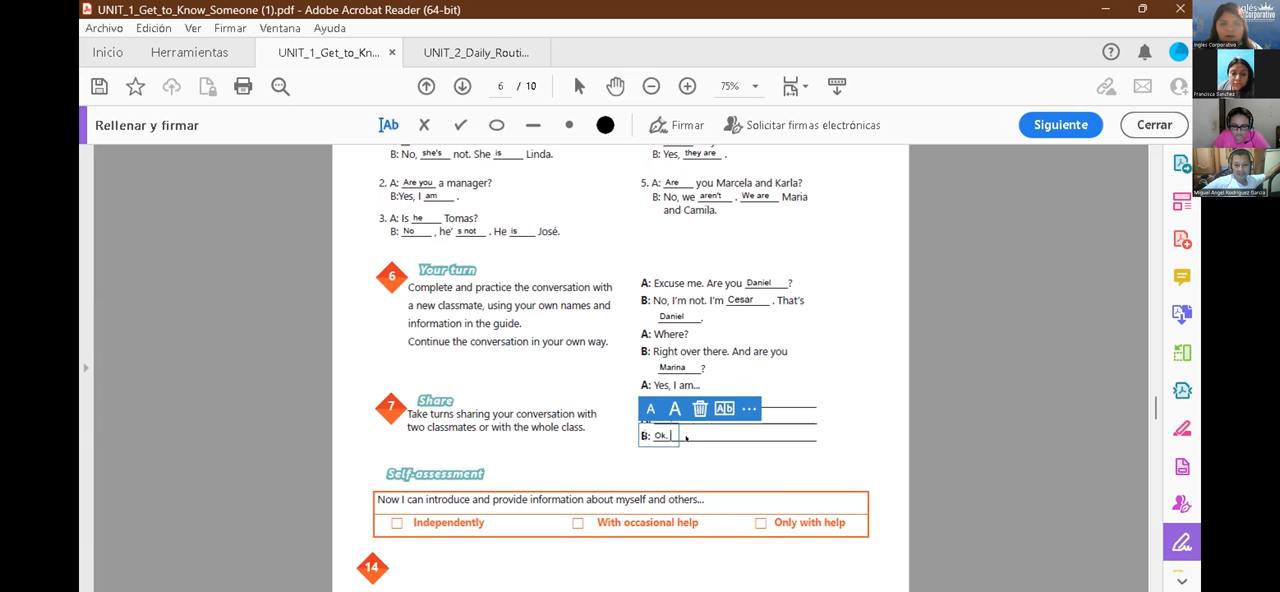 UNIT_1_Get_to_Know_Someone (1).pdf - Adobe Acrobat Reader (64-bit)
Archivo Edición Ver Firmar Ventana Ayuda
Inicio Herramientas UNIT_1_Get_to_Kn... × UNIT_2_Daily_Routi...
6 / 10 75%
Rellenar y firmar Ab Firmar Solicitar firmas electrónicas Siguiente Cerrar
B: No, she's not. She is Linda.
2. A: Are you a manager?
B:Yes, I am .
3. A: Is he Tomas?
B: No , he' s not . He is José.
B: Yes, they are .
5. A: Are you Marcela and Karla?
B: No, we aren't . We are Maria
and Camila.
6 Your turn
Complete and practice the conversation with
a new classmate, using your own names and
information in the guide.
Continue the conversation in your own way.
A: Excuse me. Are you Daniel ?
B: No, I'm not. I'm Cesar . That's
Daniel .
A: Where?
B: Right over there. And are you
Marina ?
A: Yes, I am...
A A Ab ...
B: Ok.
7 Share
Take turns sharing your conversation with
two classmates or with the whole class.
Self-assessment
Now I can introduce and provide information about myself and others...
Independently With occasional help Only with help
14
Inglés Corporativo
Francisca Sanchez
Miguel Angel Rodriguez Garcia